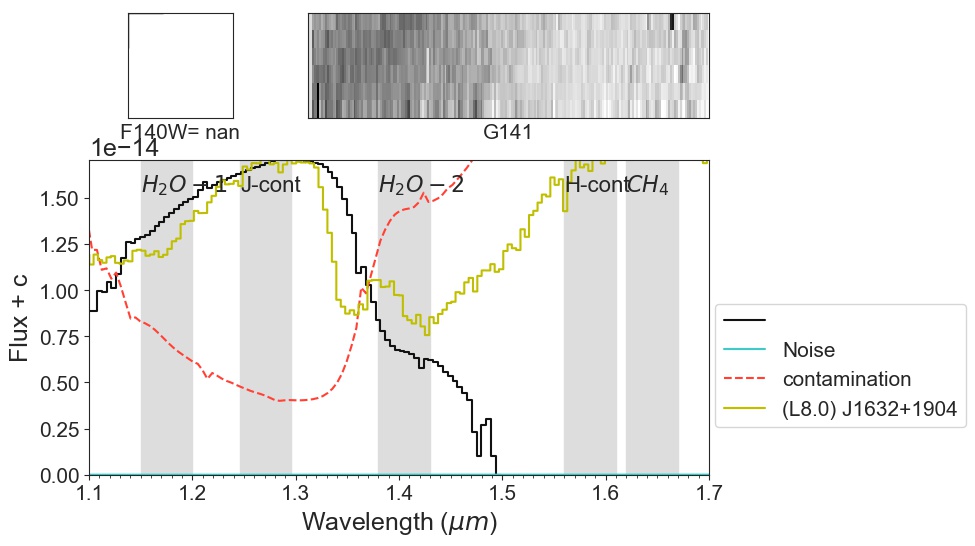 F140W= nan
G141
1e−14
H₂O − 1
J-cont
H₂O − 2
H-cont
CH₄
1.50
1.25
1.00
0.75
0.50
0.25
0.00
Flux + c
1.1
1.2
1.3
1.4
1.5
1.6
1.7
Wavelength (μm)
Noise
contamination
(L8.0) J1632+1904